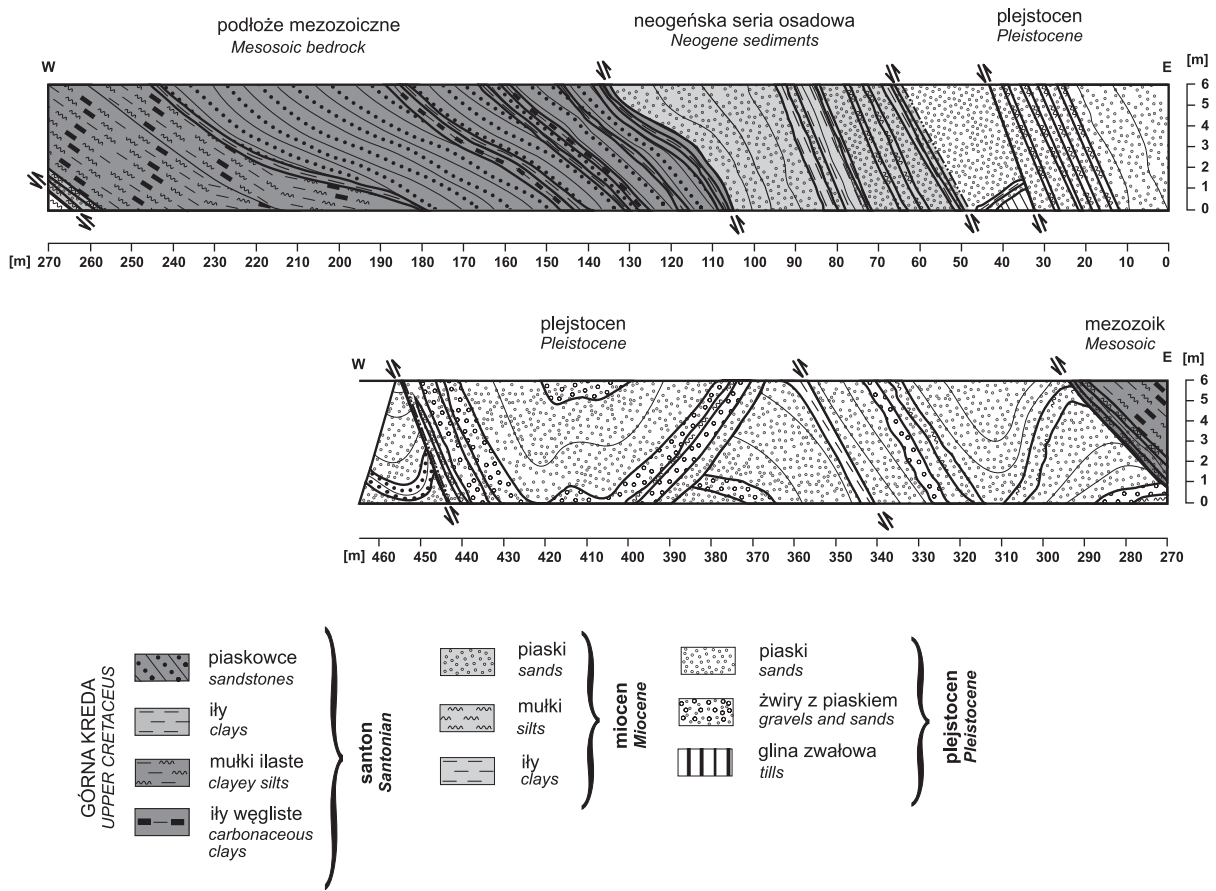 podłoże mezozoiczne
Mesosoic bedrock
neogeńska seria osadowa
Neogene sediments
plejstocen
Pleistocene
W
E
[m]
6
5
4
3
2
1
0
[m] 270 260 250 240 230 220 210 200 190 180 170 160 150 140 130 120 110 100 90 80 70 60 50 40 30 20 10 0
plejstocen
Pleistocene
mezozoik
Mesosoic
W
E
[m]
6
5
4
3
2
1
0
[m] 460 450 440 430 420 410 400 390 380 370 360 350 340 330 320 310 300 290 280 270
GÓRNA KREDA
UPPER CRETACEUS
piaskowce
sandstones
iły
clays
mułki ilaste
clayey silts
iły węgliste
carbonaceous
clays
santon
Santonian
piaski
sands
mułki
silts
iły
clays
miocen
Miocene
piaski
sands
żwiry z piaskiem
gravels and sands
glina zwałowa
tills
plejstocen
Pleistocene